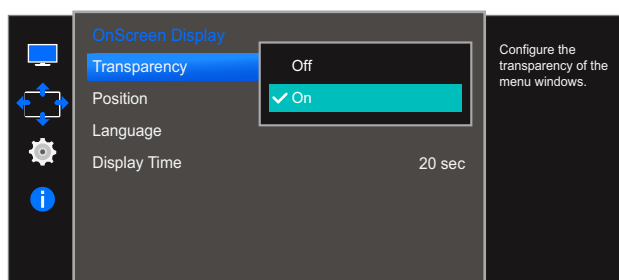 OnScreen Display
Transparency
Off
On
Position
Language
Display Time
20 sec
Configure the
transparency of the
menu windows.